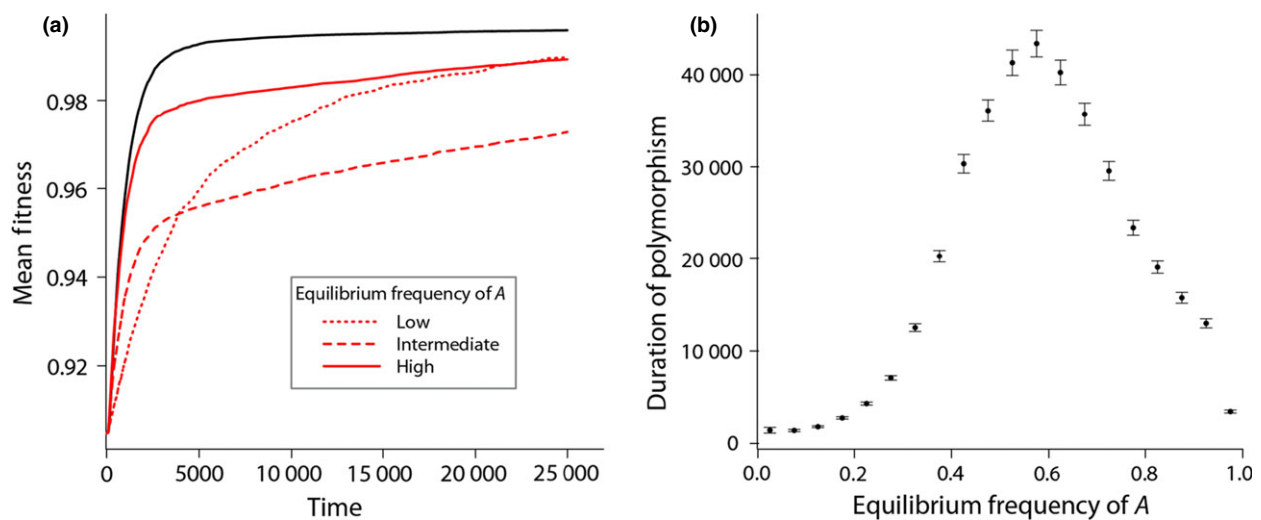 (a)
Mean fitness
0.98
0.96
0.94
0.92
0
5000
10 000
15 000
20 000
25 000
Time
Equilibrium frequency of A
Low
Intermediate
High
(b)
Duration of polymorphism
40 000
30 000
20 000
10 000
0
0.0
0.2
0.4
0.6
0.8
1.0
Equilibrium frequency of A